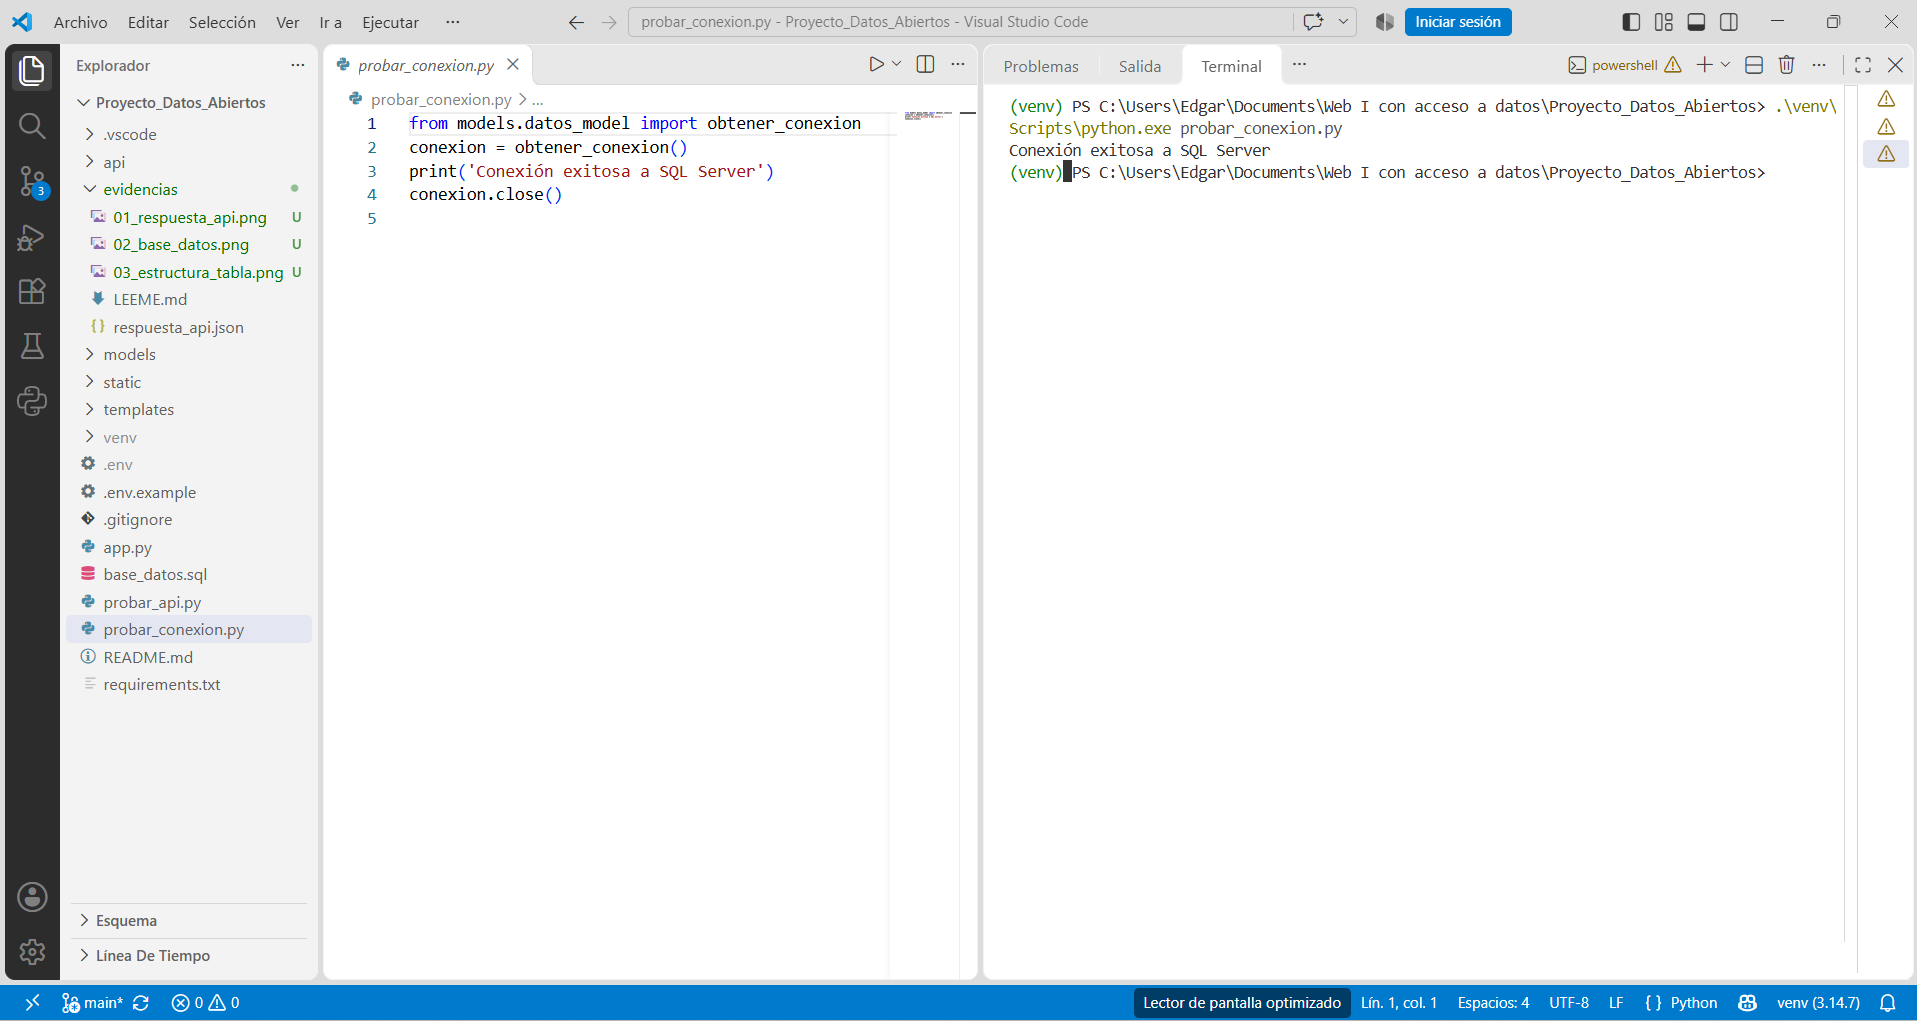 Archivo Editar Selección Ver Ir a Ejecutar ···
probar_conexion.py - Proyecto_Datos_Abiertos - Visual Studio Code
Iniciar sesión
Explorador ···
Proyecto_Datos_Abiertos
.vscode
api
evidencias
01_respuesta_api.png U
02_base_datos.png U
03_estructura_tabla.png U
LEEME.md
{} respuesta_api.json
models
static
templates
venv
.env
.env.example
.gitignore
app.py
base_datos.sql
probar_api.py
probar_conexion.py
README.md
requirements.txt
Esquema
Línea De Tiempo
3
probar_conexion.py
probar_conexion.py > ...
1 from models.datos_model import obtener_conexion
2 conexion = obtener_conexion()
3 print('Conexión exitosa a SQL Server')
4 conexion.close()
5
Problemas Salida Terminal ···
powershell
(venv) PS C:\Users\Edgar\Documents\Web I con acceso a datos\Proyecto_Datos_Abiertos> .\venv\
Scripts\python.exe probar_conexion.py
Conexión exitosa a SQL Server
(venv) PS C:\Users\Edgar\Documents\Web I con acceso a datos\Proyecto_Datos_Abiertos>
main* 0 0
Lector de pantalla optimizado Lín. 1, col. 1 Espacios: 4 UTF-8 LF {} Python venv (3.14.7)